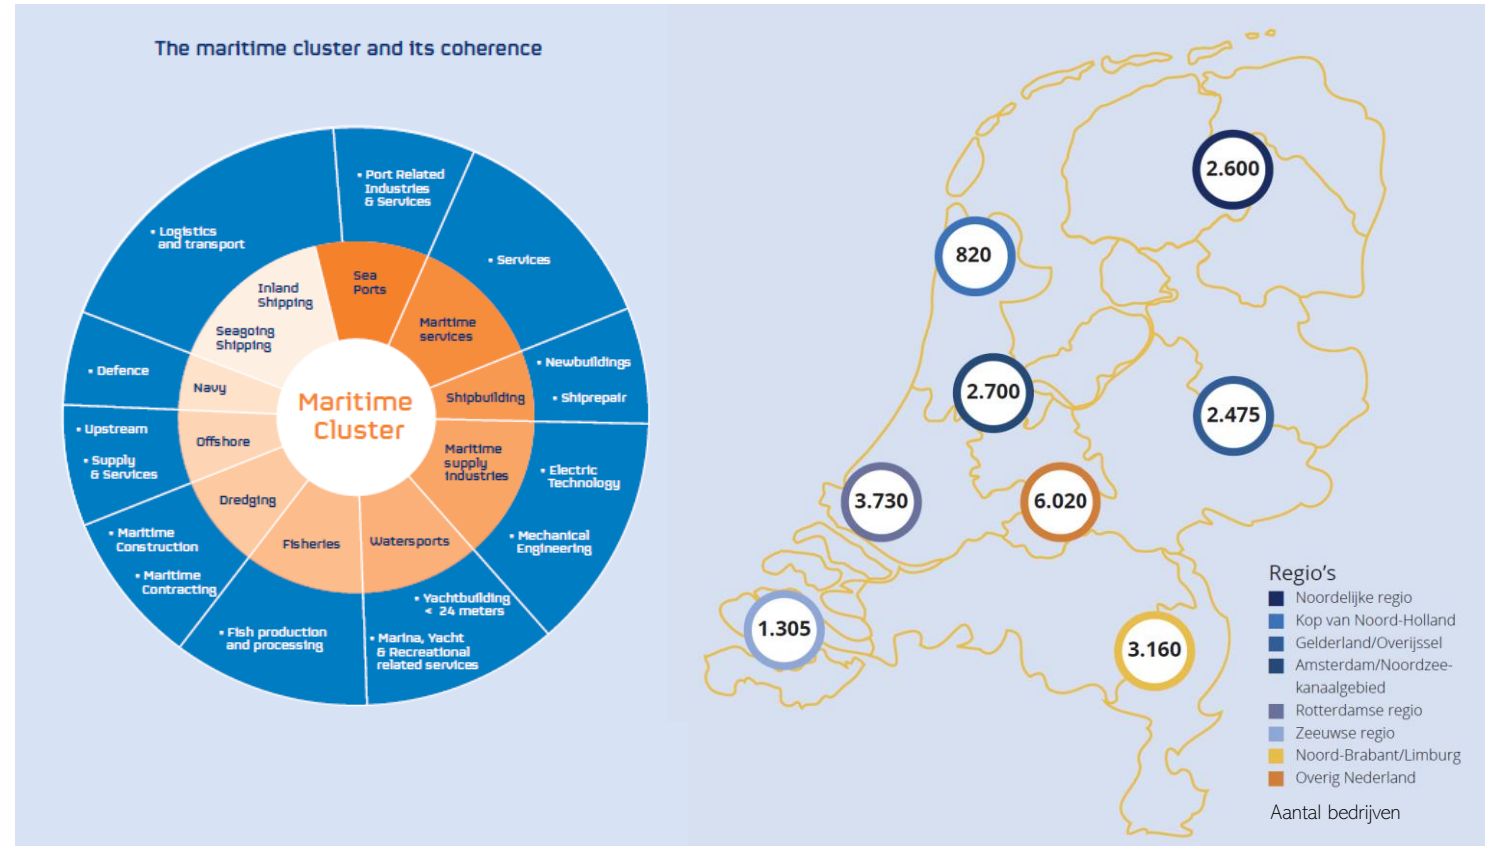 The maritime cluster and its coherence
• Port Related
Industries
& Services
• Logistics
and transport
• Services
Sea
Ports
Inland
Shipping
Maritime
services
Seagoing
Shipping
• Newbuildings
• Defence
Navy
Shipbuilding
• Shiprepair
Maritime
Cluster
• Upstream
Offshore
Maritime
supply
industries
• Supply
& Services
• Electric
Technology
Dredging
• Maritime
Construction
Fisheries
Watersports
• Mechanical
Engineering
• Maritime
Contracting
• Yachtbuilding
< 24 meters
• Fish production
and processing
• Marina, Yacht
& Recreational
related services
2.600
820
2.700
2.475
3.730
6.020
1.305
3.160
Regio's
Noordelijke regio
Kop van Noord-Holland
Gelderland/Overijssel
Amsterdam/Noordzee-
kanaalgebied
Rotterdamse regio
Zeeuwse regio
Noord-Brabant/Limburg
Overig Nederland
Aantal bedrijven